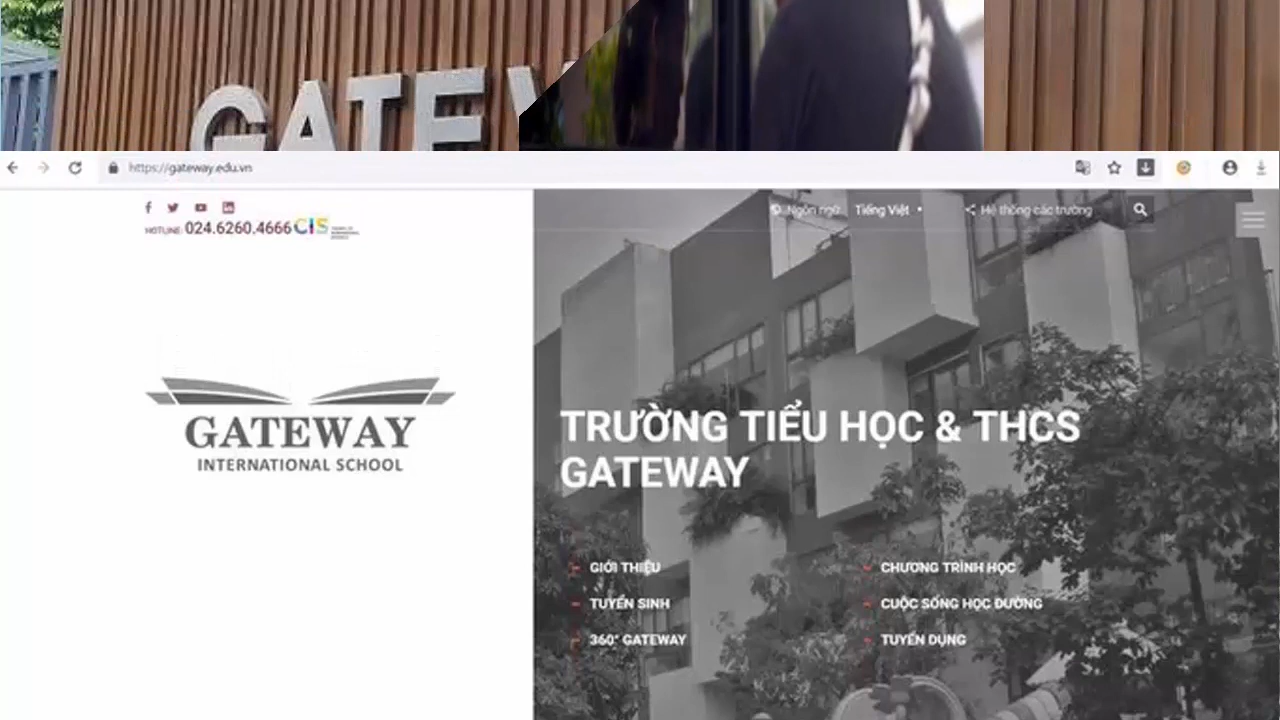 GATEW
https://gateway.edu.vn
HOTLINE: 024.6260.4666 CIS
Ngôn ngữ Tiếng Việt
Hệ thống các trường
GATEWAY
INTERNATIONAL SCHOOL
TRƯỜNG TIỂU HỌC & THCS
GATEWAY
GIỚI THIỆU
CHƯƠNG TRÌNH HỌC
TUYỂN SINH
CUỘC SỐNG HỌC ĐƯỜNG
360° GATEWAY
TUYỂN DỤNG